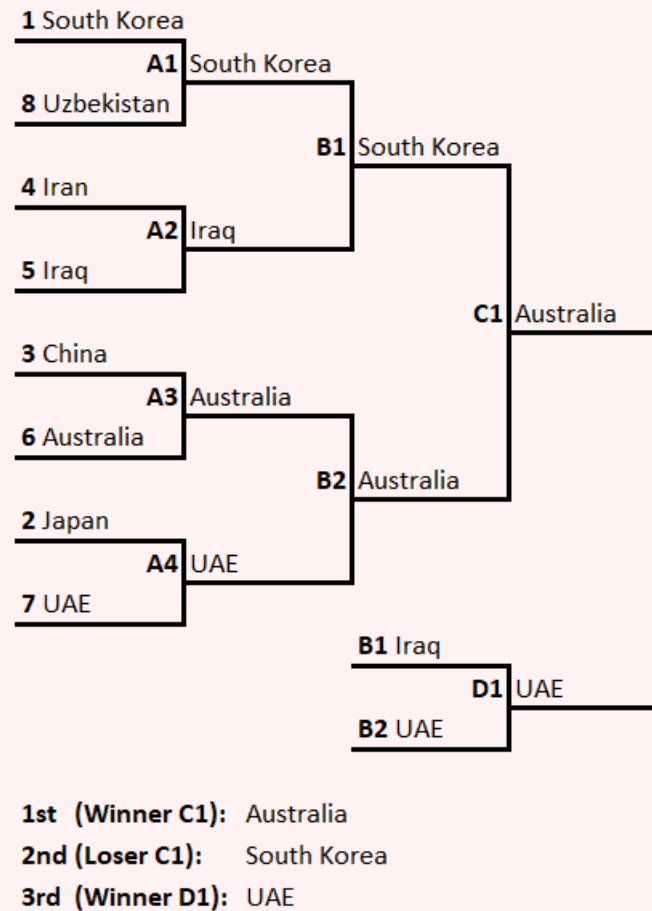 1 South Korea
A1 South Korea
8 Uzbekistan
B1 South Korea
4 Iran
A2 Iraq
5 Iraq
C1 Australia
3 China
A3 Australia
6 Australia
B2 Australia
2 Japan
A4 UAE
7 UAE
B1 Iraq
D1 UAE
B2 UAE
1st (Winner C1): Australia
2nd (Loser C1): South Korea
3rd (Winner D1): UAE